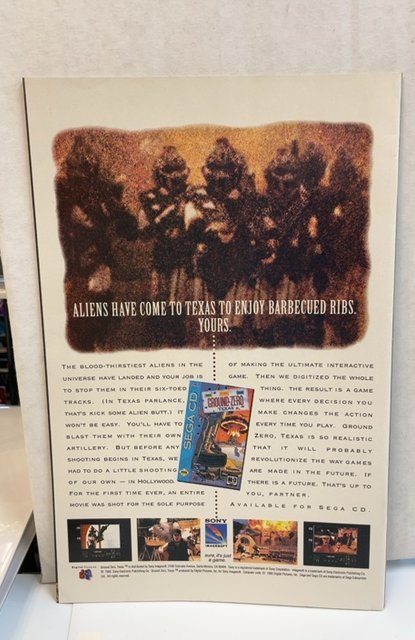 ALIENS HAVE COME TO TEXAS TO ENJOY BARBECUED RIBS.
YOURS.
THE BLOOD-THIRSTIEST ALIENS IN THE
UNIVERSE HAVE LANDED AND YOUR JOB IS
TO STOP THEM IN THEIR SIX-TOED
TRACKS. (IN TEXAS PARLANCE,
THAT'S KICK SOME ALIEN BUTT.) IT
WON'T BE EASY. YOU'LL HAVE TO
BLAST THEM WITH THEIR OWN
ARTILLERY. BUT BEFORE ANY
SHOOTING BEGINS IN TEXAS, WE
HAD TO DO A LITTLE SHOOTING
OF OUR OWN — IN HOLLYWOOD.
FOR THE FIRST TIME EVER, AN ENTIRE
MOVIE WAS SHOT FOR THE SOLE PURPOSE
OF MAKING THE ULTIMATE INTERACTIVE
GAME. THEN WE DIGITIZED THE WHOLE
THING. THE RESULT IS A GAME
WHERE EVERY DECISION YOU
MAKE CHANGES THE ACTION
EVERY TIME YOU PLAY. GROUND
ZERO, TEXAS IS SO REALISTIC
THAT IT WILL PROBABLY
REVOLUTIONIZE THE WAY GAMES
ARE MADE IN THE FUTURE. IF
THERE IS A FUTURE. THAT'S UP TO
YOU, PARTNER.
AVAILABLE FOR SEGA CD.
SEGA CD
GROUND ZERO
TEXAS
SONY
IMAGESOFT
sure, it's just
a game.
Digital Pictures